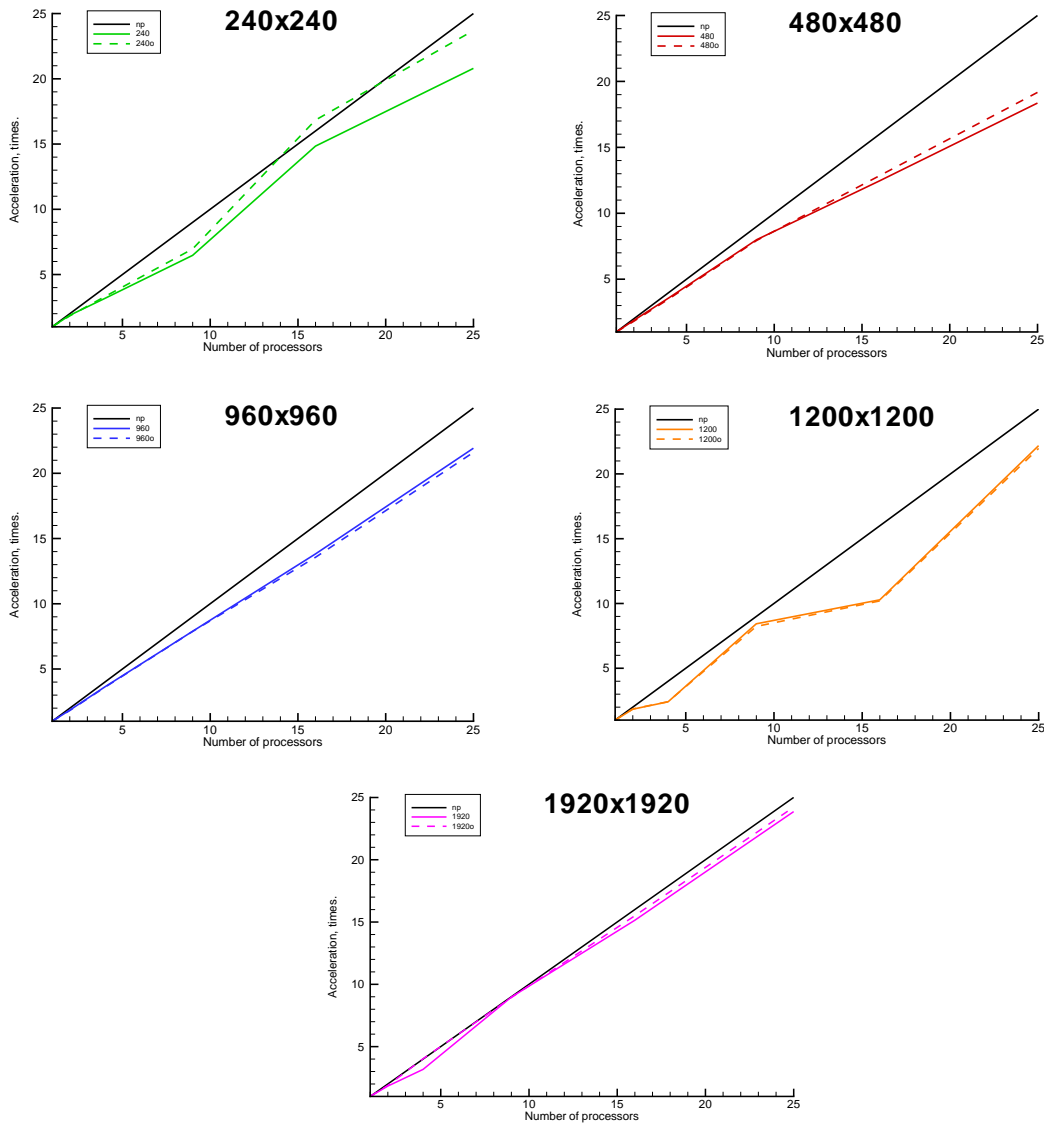 240x240
np
240
240o
Acceleration, times.
25
20
15
10
5
5 10 15 20 25
Number of processors
480x480
np
480
480o
Acceleration, times.
25
20
15
10
5
5 10 15 20 25
Number of processors
960x960
np
960
960o
Acceleration, times.
25
20
15
10
5
5 10 15 20 25
Number of processors
1200x1200
np
1200
1200o
Acceleration, times.
25
20
15
10
5
5 10 15 20 25
Number of processors
1920x1920
np
1920
1920o
Acceleration, times.
25
20
15
10
5
5 10 15 20 25
Number of processors